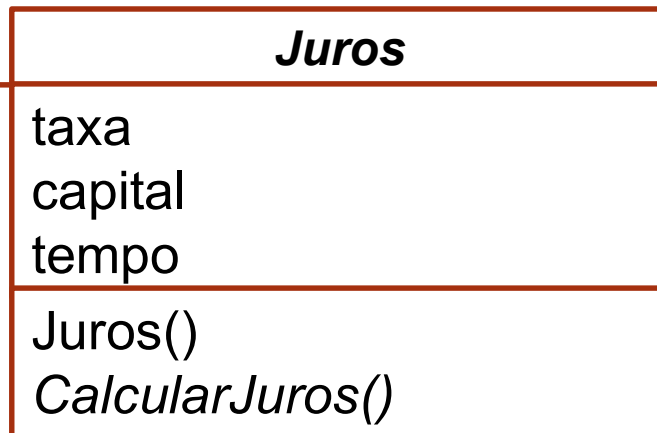 Juros
taxa
capital
tempo
Juros()
CalcularJuros()